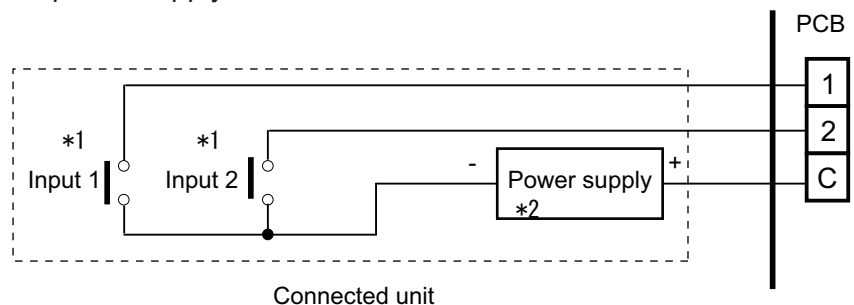 PCB
1
*1 *1 2
- +
Input 1 Input 2 Power supply C
*2
Connected unit